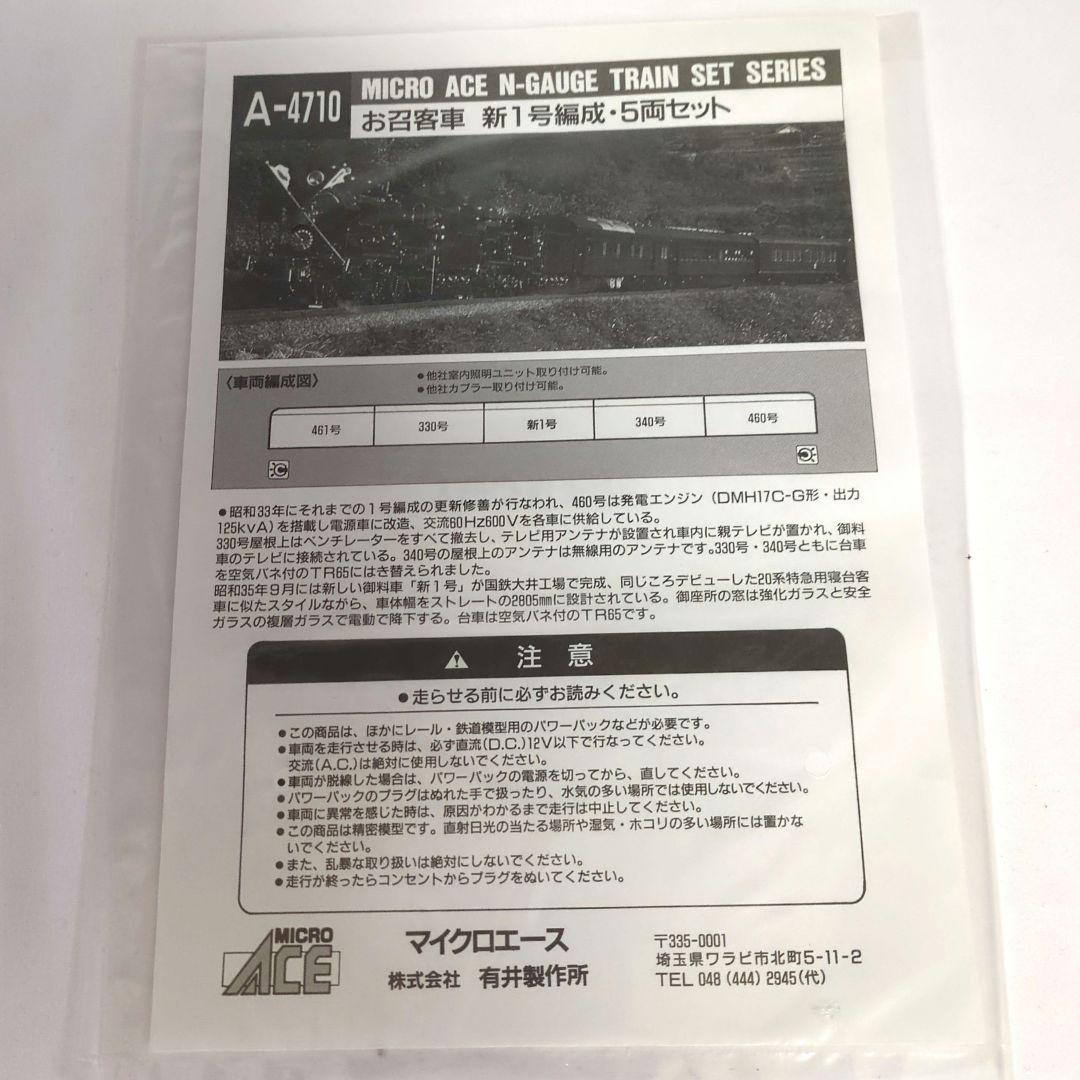 A-4710
MICRO ACE N-GAUGE TRAIN SET SERIES
お召客車 新1号編成・5両セット
〈車両編成図〉
●他社室内照明ユニット取り付け可能。
●他社カプラー取り付け可能。
461号 330号 新1号 340号 460号
●昭和33年にそれまでの1号編成の更新修善が行なわれ、460号は発電エンジン(DMH17C-G形・出力
125kvA)を搭載し電源車に改造、交流60Hz600Vを各車に供給している。
330号屋根上はベンチレーターをすべて撤去し、テレビ用アンテナが設置され車内に親テレビが置かれ、御料
車のテレビに接続されている。340号の屋根上のアンテナは無線用のアンテナです。330号・340号ともに台車
を空気バネ付のTR65にはき替えられました。
昭和35年9月には新しい御料車「新1号」が国鉄大井工場で完成、同じころデビューした20系特急用寝台客
車に似たスタイルながら、車体幅をストレートの2805mmに設計されている。御座所の窓は強化ガラスと安全
ガラスの複層ガラスで電動で降下する。台車は空気バネ付のTR65です。
注意
●走らせる前に必ずお読みください。
●この商品は、ほかにレール・鉄道模型用のパワーパックなどが必要です。
●車両を走行させる時は、必ず直流(D.C.)12V以下で行なってください。
交流(A.C.)は絶対に使用しないでください。
●車両が脱線した場合は、パワーパックの電源を切ってから、直してください。
●パワーパックのプラグはぬれた手で扱ったり、水気の多い場所では使用しないでください。
●車両に異常を感じた時は、原因がわかるまで走行は中止してください。
●この商品は精密模型です。直射日光の当たる場所や湿気・ホコリの多い場所には置かな
いでください。
●また、乱暴な取り扱いは絶対にしないでください。
●走行が終ったらコンセントからプラグをぬいてください。
MICRO
ACE
マイクロエース
株式会社 有井製作所
〒335-0001
埼玉県ワラビ市北町5-11-2
TEL 048 (444) 2945(代)